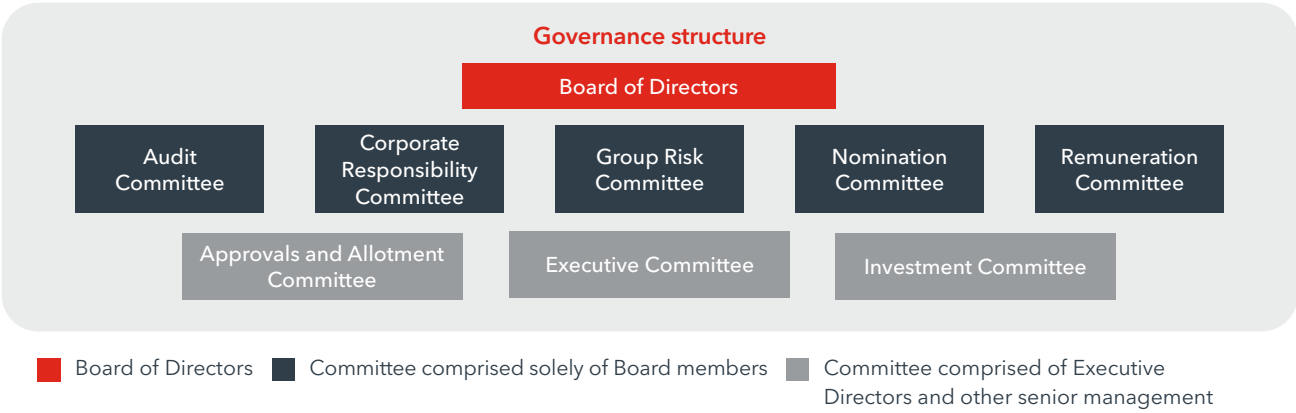 Governance structure
Board of Directors
Audit
Committee
Corporate
Responsibility
Committee
Group Risk
Committee
Nomination
Committee
Remuneration
Committee
Approvals and Allotment
Committee
Executive Committee
Investment Committee
Board of Directors
Committee comprised solely of Board members
Committee comprised of Executive
Directors and other senior management